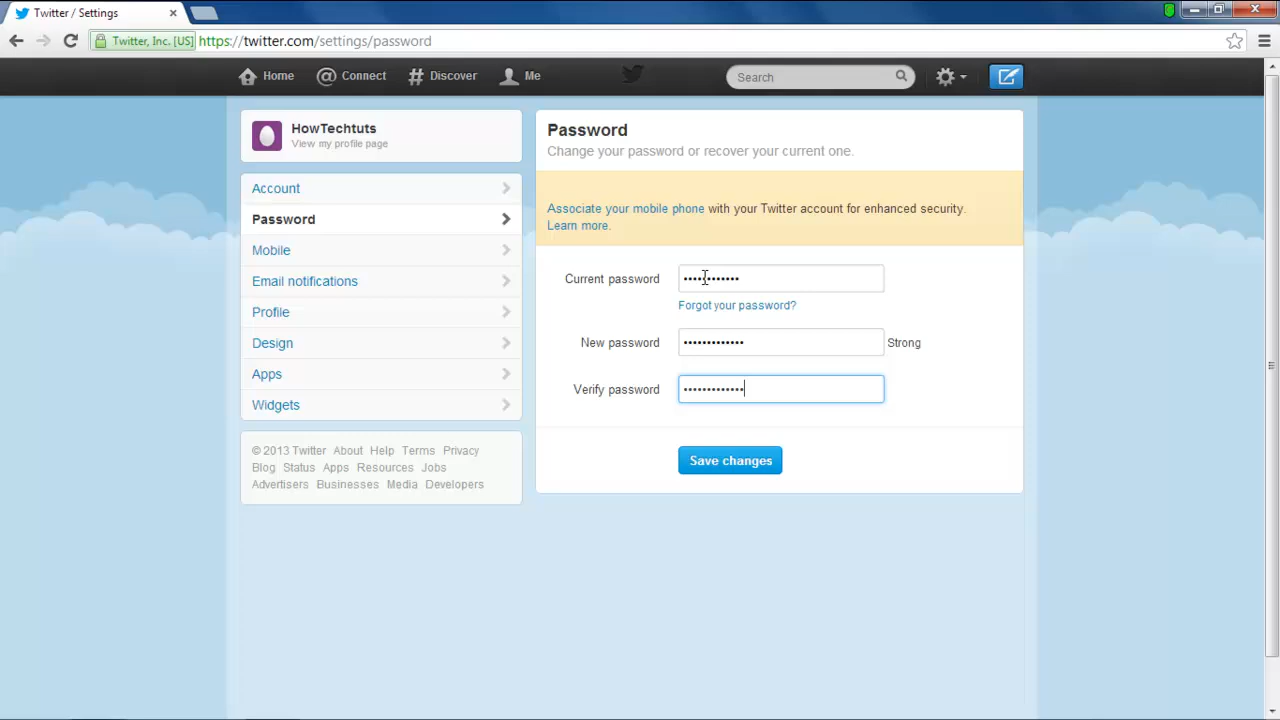 Twitter / Settings
Twitter, Inc. [US] https://twitter.com/settings/password
Home @ Connect # Discover Me Search
HowTechtuts
View my profile page
Account
Password
Mobile
Email notifications
Profile
Design
Apps
Widgets
© 2013 Twitter About Help Terms Privacy
Blog Status Apps Resources Jobs
Advertisers Businesses Media Developers
Password
Change your password or recover your current one.
Associate your mobile phone with your Twitter account for enhanced security.
Learn more.
Current password ••••••••••••
Forgot your password?
New password ••••••••••••• Strong
Verify password •••••••••••••
Save changes